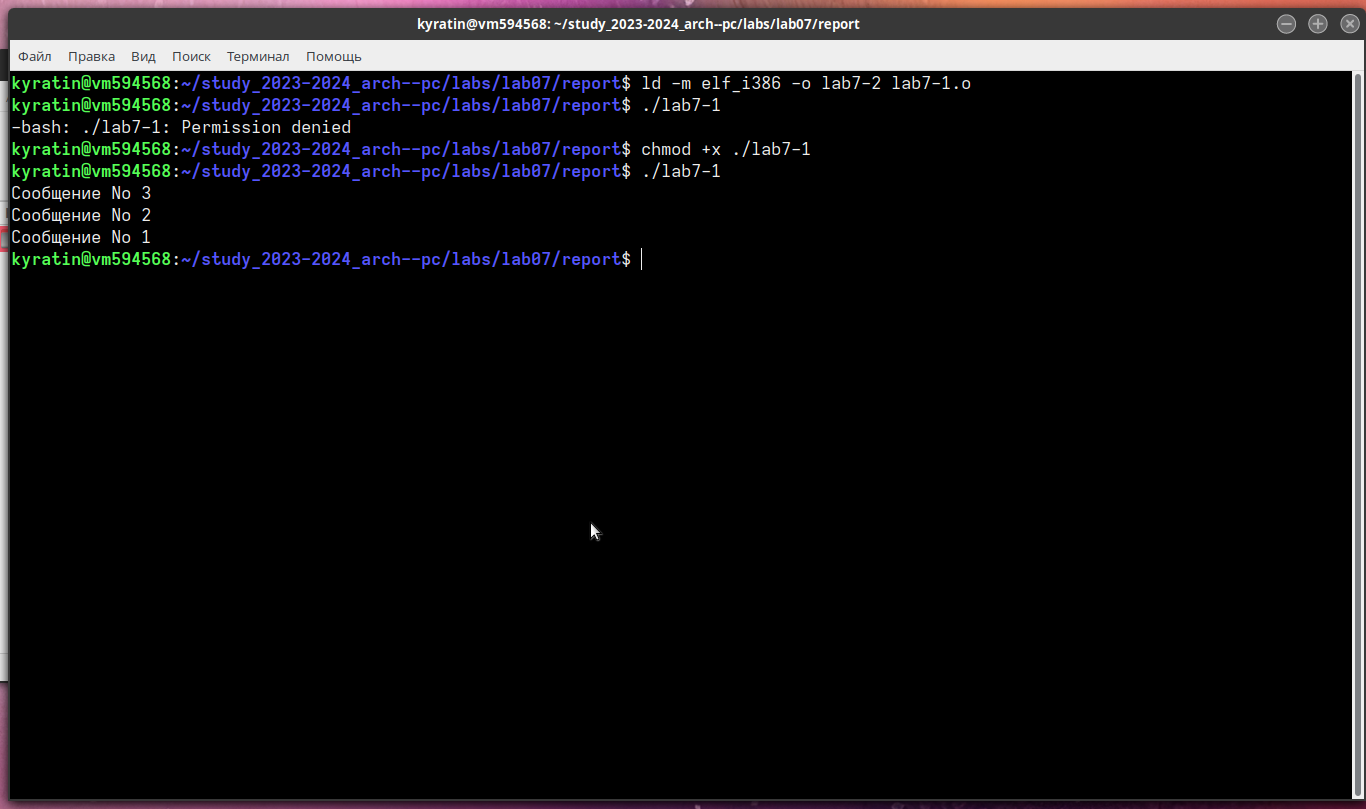 kyratin@vm594568: ~/study_2023-2024_arch--pc/labs/lab07/report
Файл Правка Вид Поиск Терминал Помощь
kyratin@vm594568:~/study_2023-2024_arch--pc/labs/lab07/report$ ld -m elf_i386 -o lab7-2 lab7-1.o
kyratin@vm594568:~/study_2023-2024_arch--pc/labs/lab07/report$ ./lab7-1
-bash: ./lab7-1: Permission denied
kyratin@vm594568:~/study_2023-2024_arch--pc/labs/lab07/report$ chmod +x ./lab7-1
kyratin@vm594568:~/study_2023-2024_arch--pc/labs/lab07/report$ ./lab7-1
Сообщение No 3
Сообщение No 2
Сообщение No 1
kyratin@vm594568:~/study_2023-2024_arch--pc/labs/lab07/report$